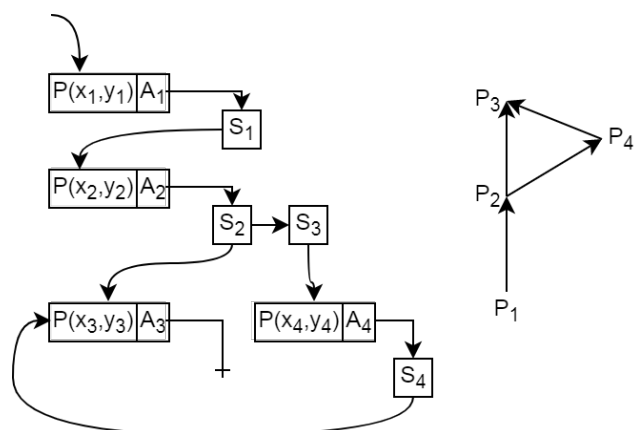 P(x₁,y₁) A₁
S₁
P(x₂,y₂) A₂
S₂ S₃
P(x₃,y₃) A₃
P(x₄,y₄) A₄
S₄
P₃
P₄
P₂
P₁